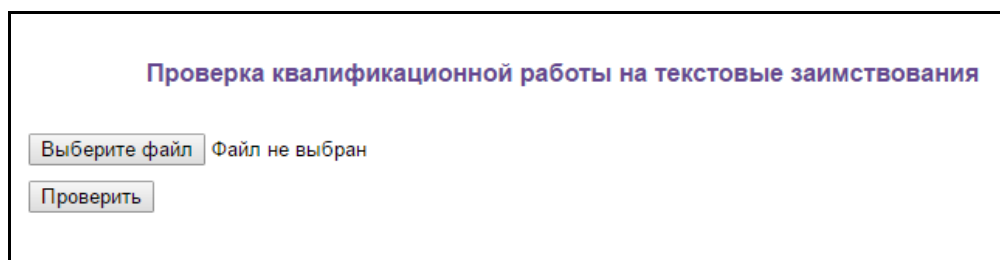 Проверка квалификационной работы на текстовые заимствования
Выберите файл Файл не выбран
Проверить